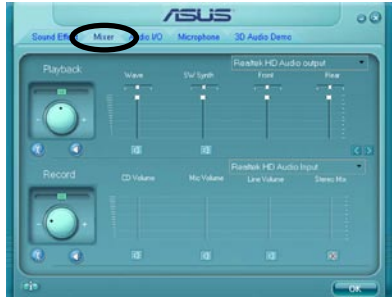 ASUS
Sound Effect Mixer Audio I/O Microphone 3D Audio Demo
Realtek HD Audio output
Playback
Wave SW Synth Front Rear
Realtek HD Audio Input
Record
CD Volume Mic Volume Line Volume Stereo Mix
OK